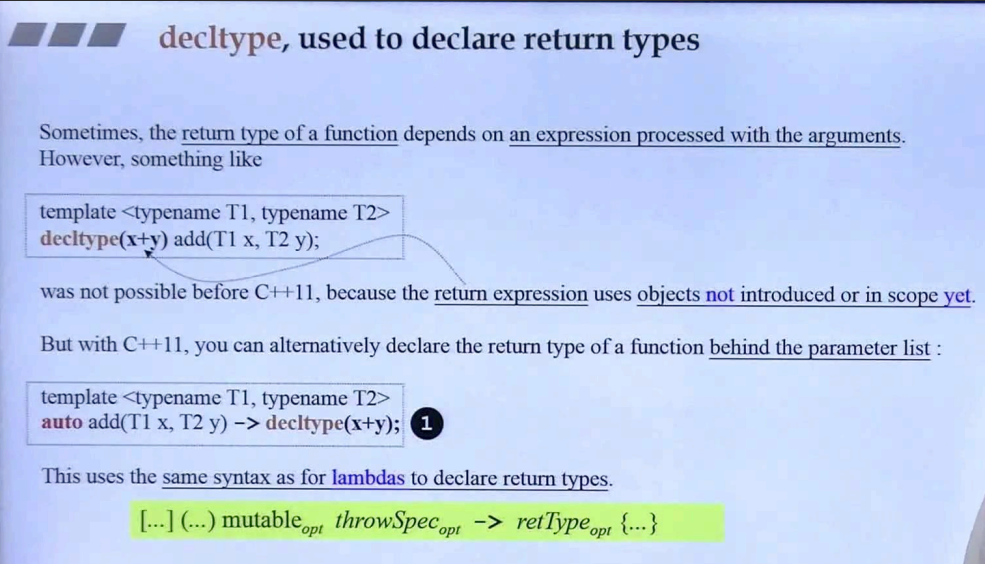 decltype, used to declare return types
Sometimes, the return type of a function depends on an expression processed with the arguments.
However, something like
template <typename T1, typename T2>
decltype(x+y) add(T1 x, T2 y);
was not possible before C++11, because the return expression uses objects not introduced or in scope yet.
But with C++11, you can alternatively declare the return type of a function behind the parameter list :
template <typename T1, typename T2>
auto add(T1 x, T2 y) -> decltype(x+y); 1
This uses the same syntax as for lambdas to declare return types.
[...] (...) mutable opt throwSpec opt -> retType opt {...}